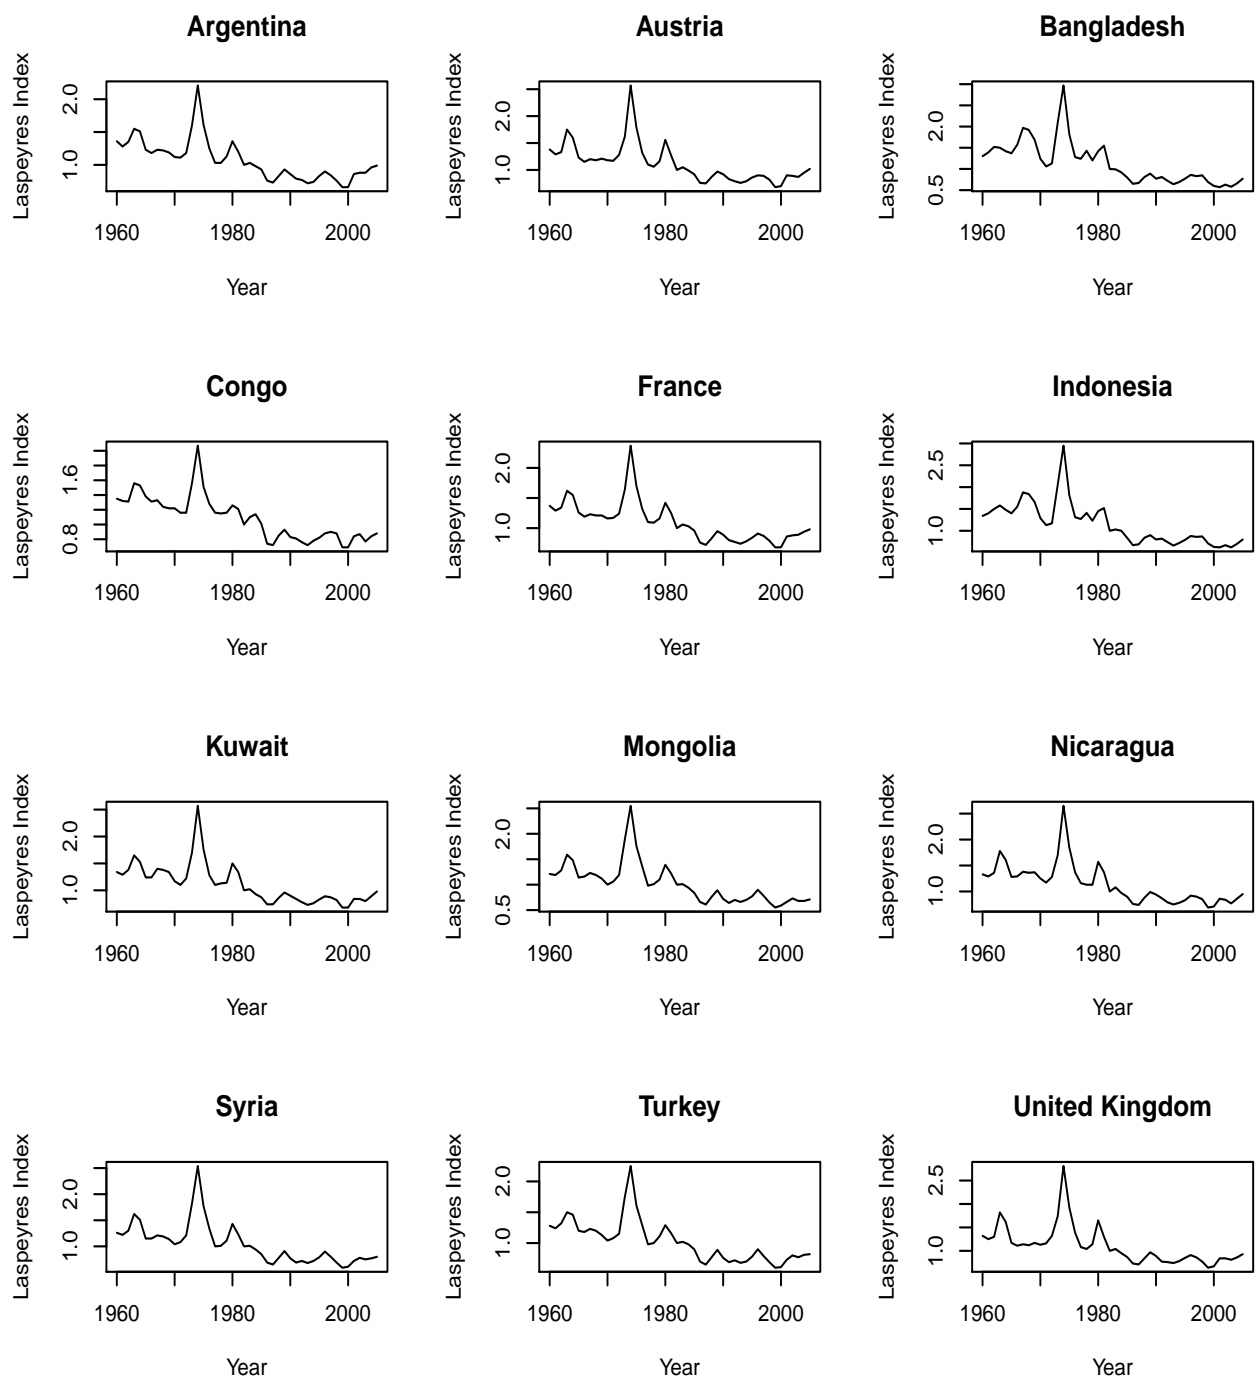 Argentina
Laspeyres Index
1.0 2.0
1960 1980 2000
Year
Austria
Laspeyres Index
1.0 2.0
1960 1980 2000
Year
Bangladesh
Laspeyres Index
0.5 2.0
1960 1980 2000
Year
Congo
Laspeyres Index
0.8 1.6
1960 1980 2000
Year
France
Laspeyres Index
1.0 2.0
1960 1980 2000
Year
Indonesia
Laspeyres Index
1.0 2.5
1960 1980 2000
Year
Kuwait
Laspeyres Index
1.0 2.0
1960 1980 2000
Year
Mongolia
Laspeyres Index
0.5 2.0
1960 1980 2000
Year
Nicaragua
Laspeyres Index
1.0 2.0
1960 1980 2000
Year
Syria
Laspeyres Index
1.0 2.0
1960 1980 2000
Year
Turkey
Laspeyres Index
1.0 2.0
1960 1980 2000
Year
United Kingdom
Laspeyres Index
1.0 2.5
1960 1980 2000
Year